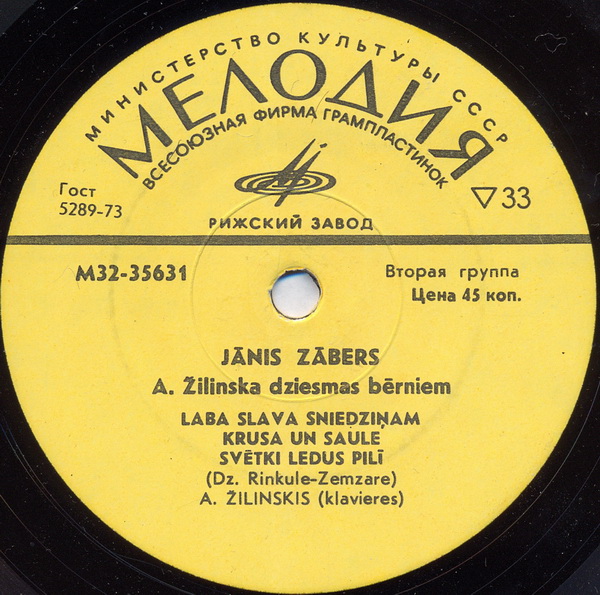 МИНИСТЕРСТВО КУЛЬТУРЫ СССР
МЕЛОДИЯ
ВСЕСОЮЗНАЯ ФИРМА ГРАМПЛАСТИНОК
Гост
5289-73
▽33
РИЖСКИЙ ЗАВОД
М32-35631
Вторая группа
Цена 45 коп.
JĀNIS ZĀBERS
A. Žilinska dziesmas bērniem
LABA SLAVA SNIEDZIŅAM
KRUSA UN SAULE
SVĒTKI LEDUS PILĪ
(Dz. Rinkule-Zemzare)
A. ŽILINSKIS (klavieres)